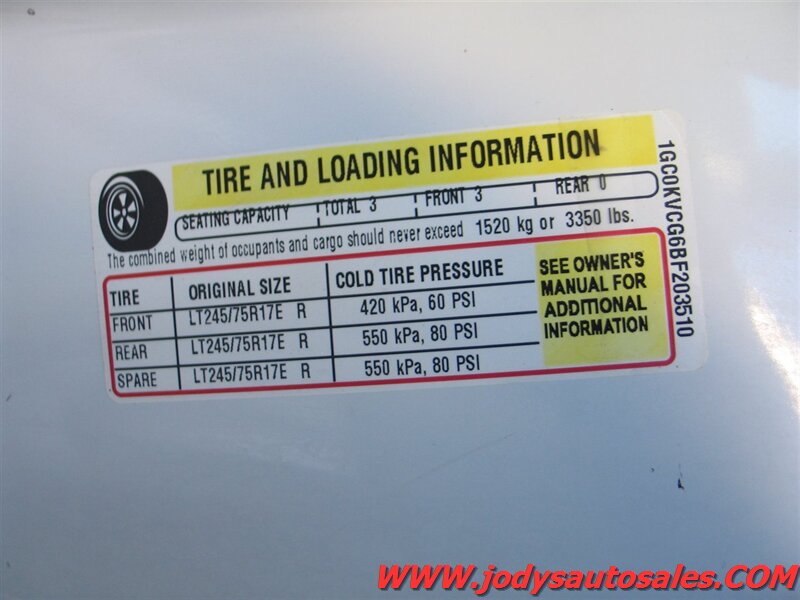 TIRE AND LOADING INFORMATION
SEATING CAPACITY TOTAL 3 FRONT 3 REAR 0
The combined weight of occupants and cargo should never exceed 1520 kg or 3350 lbs.
TIRE ORIGINAL SIZE COLD TIRE PRESSURE
FRONT LT245/75R17E R 420 kPa, 60 PSI
REAR LT245/75R17E R 550 kPa, 80 PSI
SPARE LT245/75R17E R 550 kPa, 80 PSI
SEE OWNER'S
MANUAL FOR
ADDITIONAL
INFORMATION
1GC0KVCG6BF203510
WWW.jodysautosales.COM